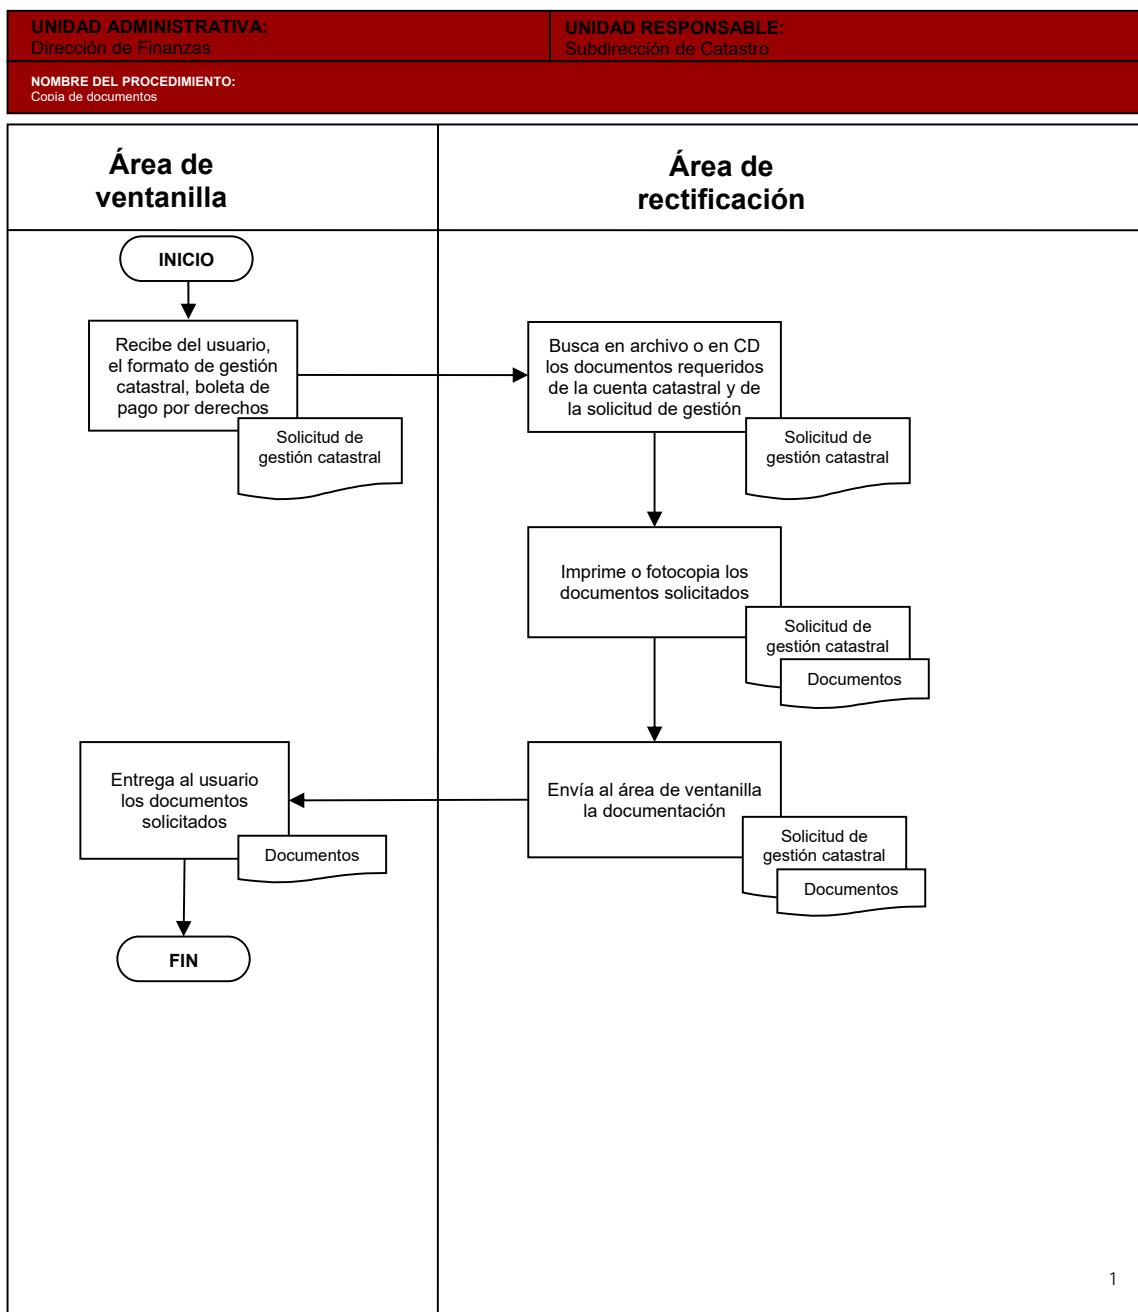 UNIDAD ADMINISTRATIVA:
Dirección de Finanzas
UNIDAD RESPONSABLE:
Subdirección de Catastro
NOMBRE DEL PROCEDIMIENTO:
Copia de documentos
Área de
ventanilla
Área de
rectificación
INICIO
Recibe del usuario,
el formato de gestión
catastral, boleta de
pago por derechos
Solicitud de
gestión catastral
Busca en archivo o en CD
los documentos requeridos
de la cuenta catastral y de
la solicitud de gestión
Solicitud de
gestión catastral
Imprime o fotocopia los
documentos solicitados
Solicitud de
gestión catastral
Documentos
Envía al área de ventanilla
la documentación
Solicitud de
gestión catastral
Documentos
Entrega al usuario
los documentos
solicitados
Documentos
FIN
1